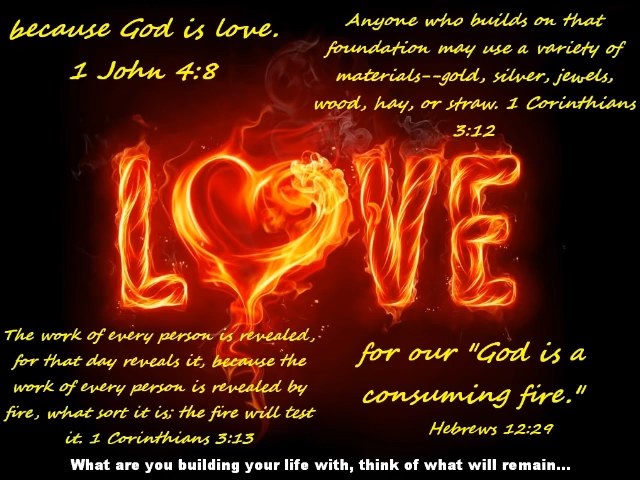 because God is love.
1 John 4:8
Anyone who builds on that
foundation may use a variety of
materials--gold, silver, jewels,
wood, hay, or straw. 1 Corinthians
3:12
LOVE
The work of every person is revealed,
for that day reveals it, because the
work of every person is revealed by
fire, what sort it is; the fire will test
it. 1 Corinthians 3:13
for our "God is a
consuming fire."
Hebrews 12:29
What are you building your life with, think of what will remain...